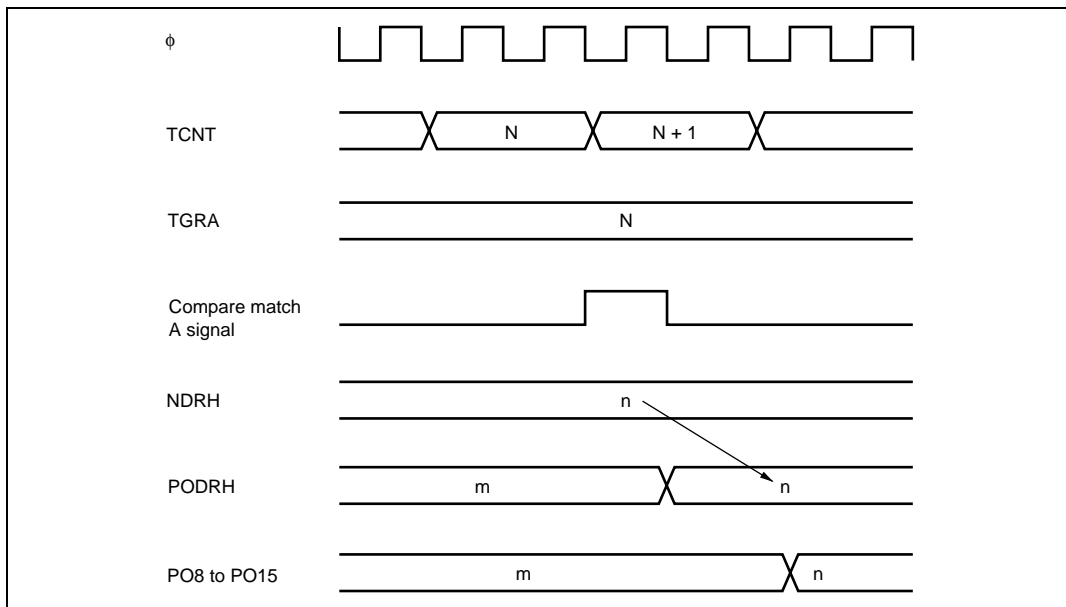 ϕ
TCNT
N
N + 1
TGRA
N
Compare match
A signal
NDRH
n
PODRH
m
n
PO8 to PO15
m
n